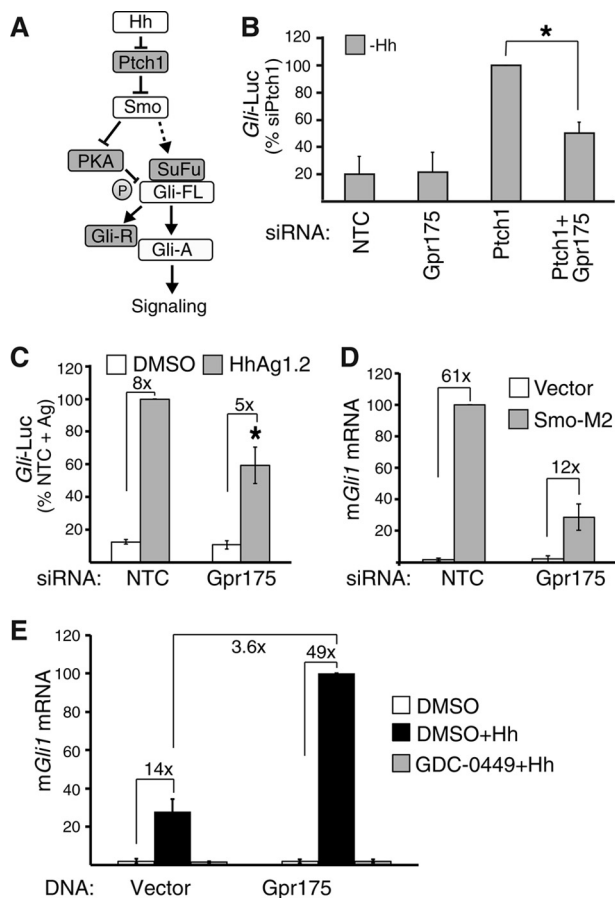 A
Hh
Ptch1
Smo
PKA
SuFu
P
Gli-FL
Gli-R
Gli-A
Signaling
B
-Hh
*
Gli-Luc
(% siPtch1)
120
100
80
60
40
20
siRNA:
NTC
Gpr175
Ptch1
Ptch1+
Gpr175
C
DMSO HhAg1.2
Gli-Luc
(% NTC + Ag)
120
100
80
60
40
20
8x
5x
*
siRNA: NTC Gpr175
D
Vector
Smo-M2
mGli1 mRNA
120
100
80
60
40
20
61x
12x
siRNA: NTC Gpr175
E
mGli1 mRNA
120
100
80
60
40
20
3.6x
49x
14x
DMSO
DMSO+Hh
GDC-0449+Hh
DNA: Vector Gpr175